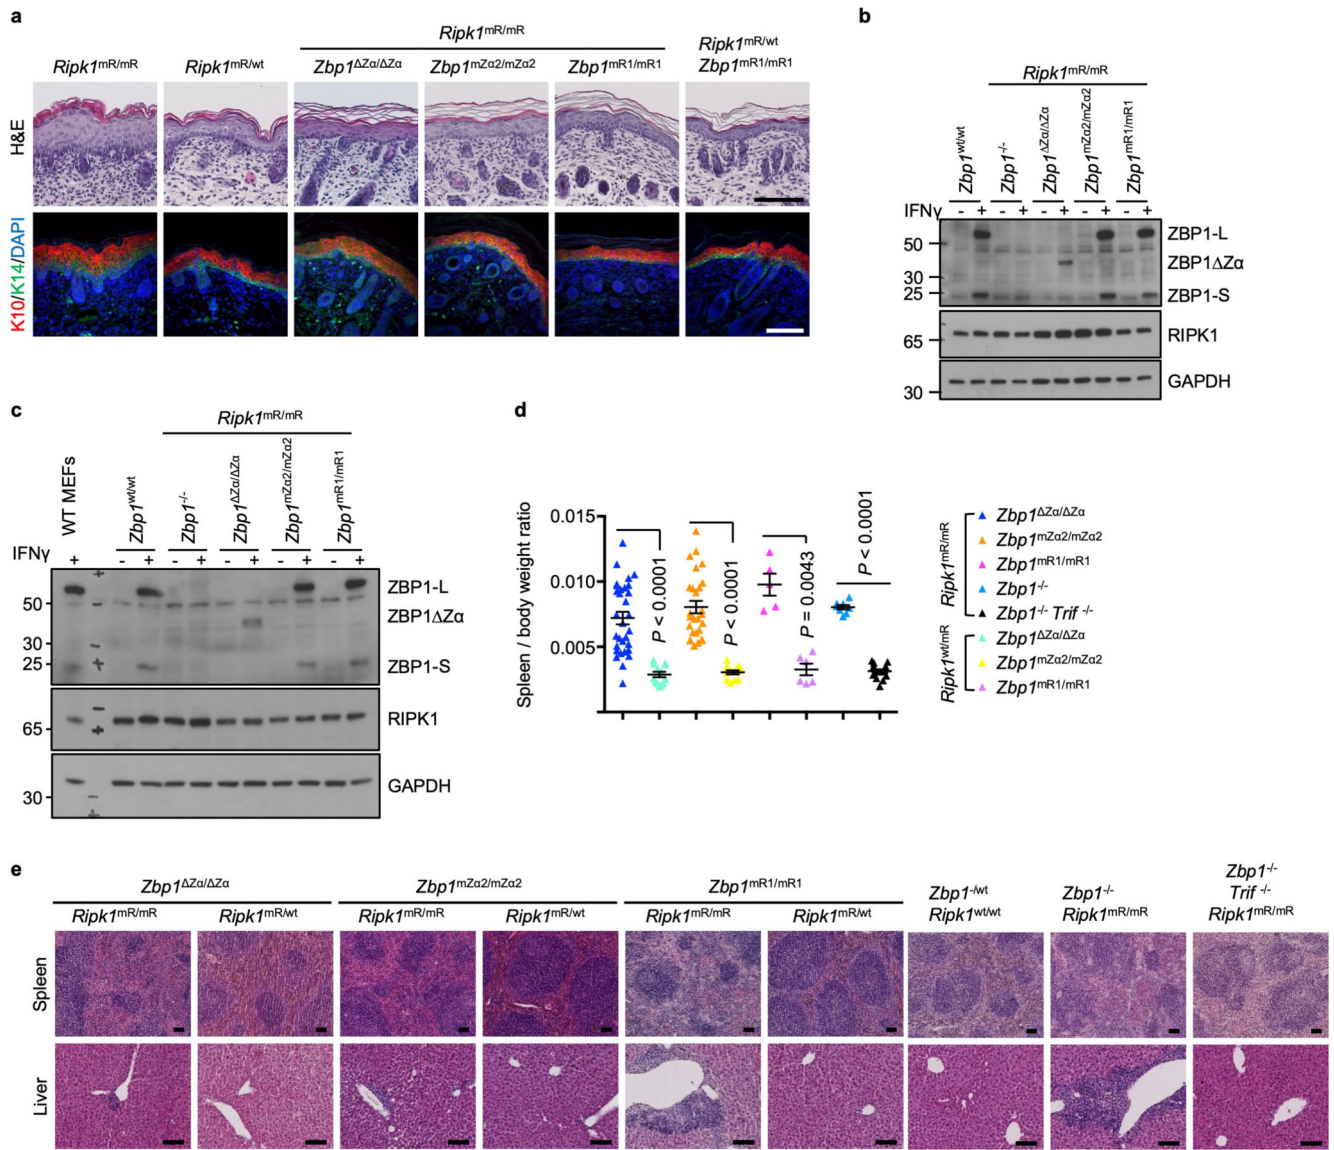 a
Ripk1mR/mR
Ripk1mR/mR
Ripk1mR/wt
Zbp1ΔZα/ΔZα
Zbp1mZα2/mZα2
Zbp1mR1/mR1
Ripk1mR/wt
Zbp1mR1/mR1
H&E
K10/K14/DAPI
b
Ripk1mR/mR
Zbp1wt/wt
Zbp1-/-
Zbp1ΔZα/ΔZα
Zbp1mZα2/mZα2
Zbp1mR1/mR1
IFNγ - + - + - + - + - +
50
30
25
65
30
ZBP1-L
ZBP1ΔZα
ZBP1-S
RIPK1
GAPDH
c
Ripk1mR/mR
WT MEFs
Zbp1wt/wt
Zbp1-/-
Zbp1ΔZα/ΔZα
Zbp1mZα2/mZα2
Zbp1mR1/mR1
IFNγ + - + - + - + - + - +
50
30
25
65
30
ZBP1-L
ZBP1ΔZα
ZBP1-S
RIPK1
GAPDH
d
Spleen / body weight ratio
0.015
0.010
0.005
P < 0.0001
P < 0.0001
P = 0.0043
P < 0.0001
Ripk1mR/mR
Zbp1ΔZα/ΔZα
Zbp1mZα2/mZα2
Zbp1mR1/mR1
Zbp1-/-
Zbp1-/- Trif -/-
Ripk1wt/mR
Zbp1ΔZα/ΔZα
Zbp1mZα2/mZα2
Zbp1mR1/mR1
e
Zbp1ΔZα/ΔZα
Ripk1mR/mR
Ripk1mR/wt
Zbp1mZα2/mZα2
Ripk1mR/mR
Ripk1mR/wt
Zbp1mR1/mR1
Ripk1mR/mR
Ripk1mR/wt
Zbp1-/wt
Ripk1wt/wt
Zbp1-/-
Ripk1mR/mR
Zbp1-/-
Trif -/-
Ripk1mR/mR
Spleen
Liver